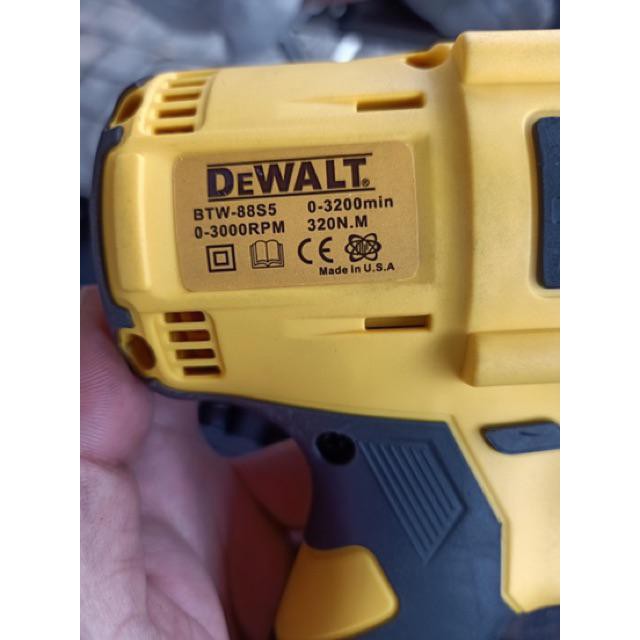 DEWALT®
BTW-88S5 0-3200min
0-3000RPM 320N.M
CE
Made In U.S.A